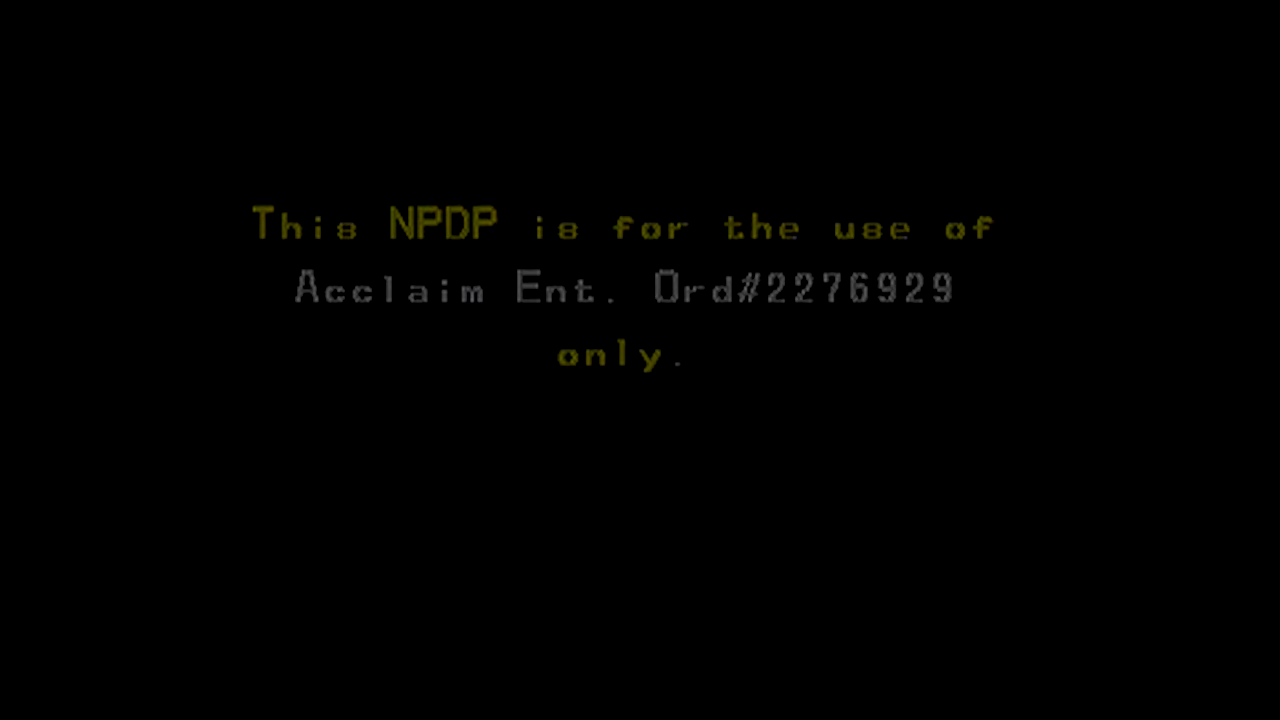 This NPDP is for the use of
Acclaim Ent. Ord#2276929
only.